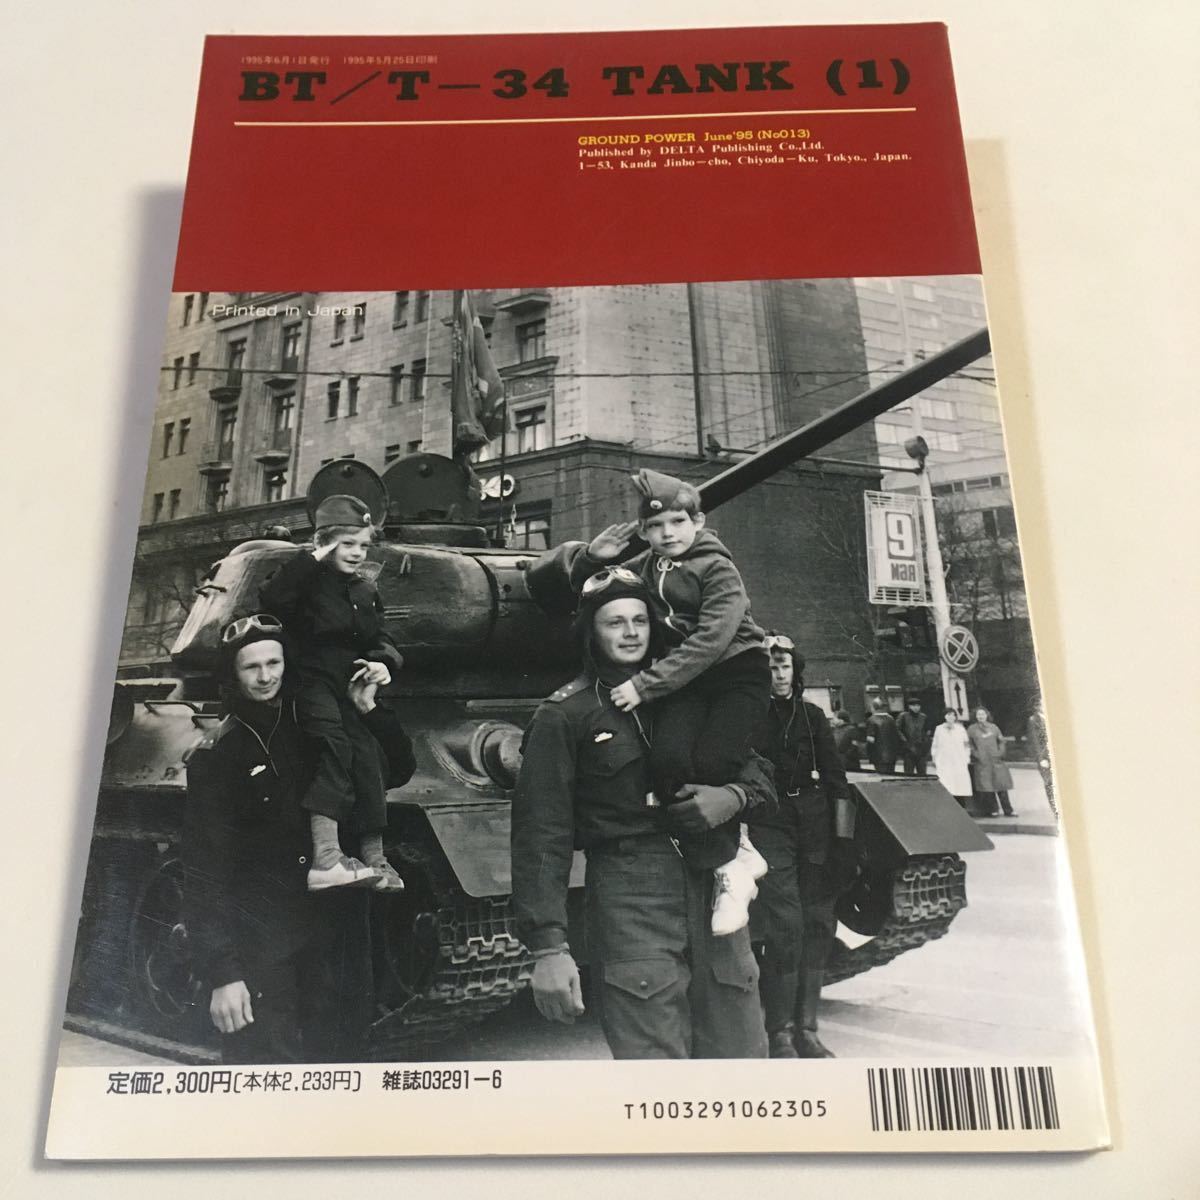 1995年6月1日発行　1995年5月25日印刷
BT／T－34 TANK (1)
GROUND POWER June'95 (No013)
Published by DELTA Publishing Co.,Ltd.
1－53, Kanda Jinbo－cho, Chiyoda－Ku, Tokyo., Japan.
Printed in Japan
9
мая
定価2,300円〔本体2,233円〕 雑誌03291－6
T1003291062305